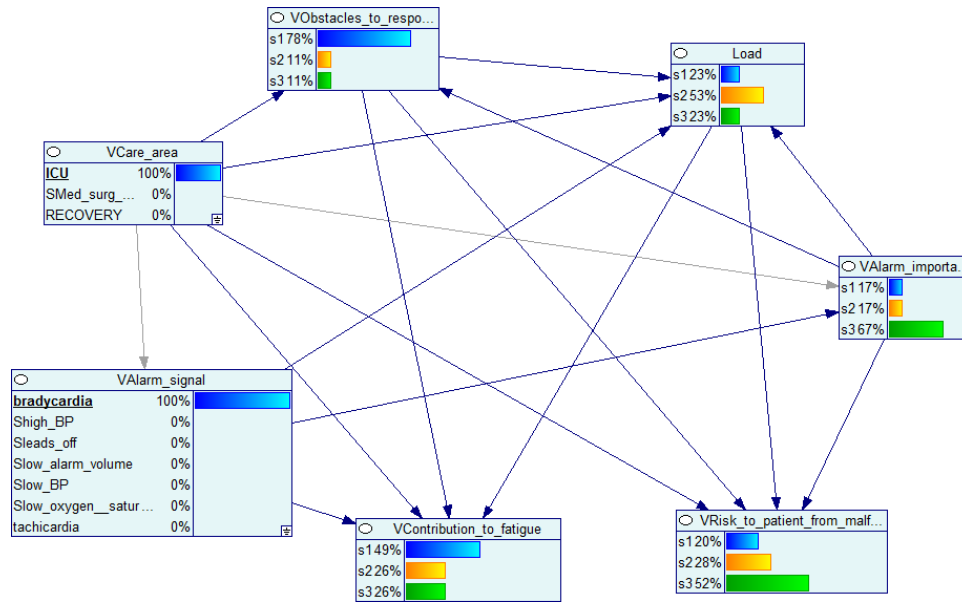 VObstacles_to_respo...
s1 78%
s2 11%
s3 11%
Load
s1 23%
s2 53%
s3 23%
VCare_area
ICU 100%
SMed_surg_... 0%
RECOVERY 0%
VAlarm_importa...
s1 17%
s2 17%
s3 67%
VAlarm_signal
bradycardia 100%
Shigh_BP 0%
Sleads_off 0%
Slow_alarm_volume 0%
Slow_BP 0%
Slow_oxygen__satur... 0%
tachicardia 0%
VContribution_to_fatigue
s1 49%
s2 26%
s3 26%
VRisk_to_patient_from_malf...
s1 20%
s2 28%
s3 52%